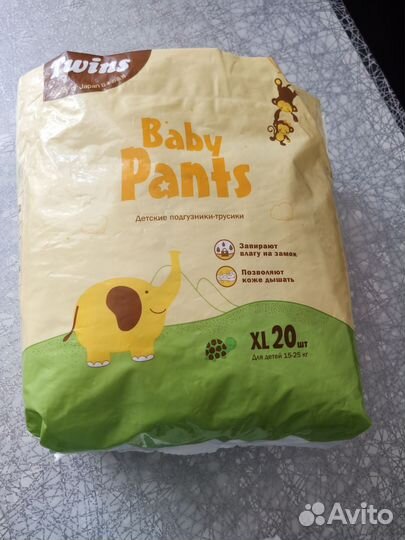 Twins
Japan
Baby
Pants
Детские подгузники-трусики
Запирают
влагу на замок
Позволяют
коже дышать
XL 20 шт
Для детей 15-25 кг
Avito